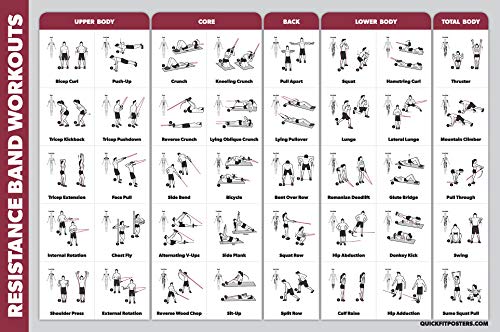 RESISTANCE BAND WORKOUTS
UPPER BODY
CORE
BACK
LOWER BODY
TOTAL BODY
Bicep Curl
Push-Up
Crunch
Kneeling Crunch
Pull Apart
Squat
Hamstring Curl
Thruster
Tricep Kickback
Tricep Pushdown
Reverse Crunch
Lying Oblique Crunch
Lying Pullover
Lunge
Lateral Lunge
Mountain Climber
Tricep Extension
Face Pull
Side Bend
Bicycle
Bent Over Row
Romanian Deadlift
Glute Bridge
Pull Through
Internal Rotation
Chest Fly
Alternating V-Ups
Side Plank
Squat Row
Hip Abduction
Donkey Kick
Swing
Shoulder Press
External Rotation
Reverse Wood Chop
Sit-Up
Split Row
Calf Raise
Hip Adduction
Sumo Squat Pull
QUICKFITPOSTERS.COM